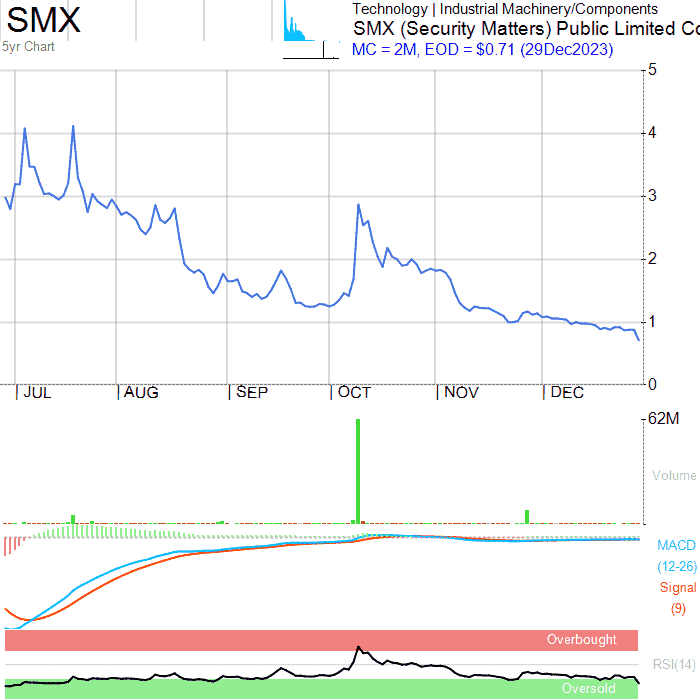 SMX
Technology | Industrial Machinery/Components
SMX (Security Matters) Public Limited Co
5yr Chart
MC = 2M, EOD = $0.71 (29Dec2023)
5
4
3
2
1
0
| JUL | AUG | SEP | OCT | NOV | DEC
62M
Volume
MACD
(12-26)
Signal
(9)
Overbought
RSI(14)
Oversold